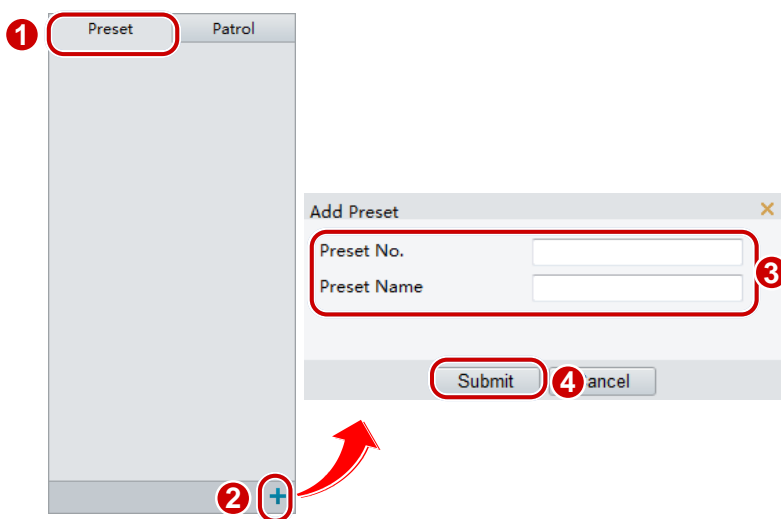 1 Preset Patrol
Add Preset
Preset No.
3
Preset Name
Submit 4 ancel
2 +